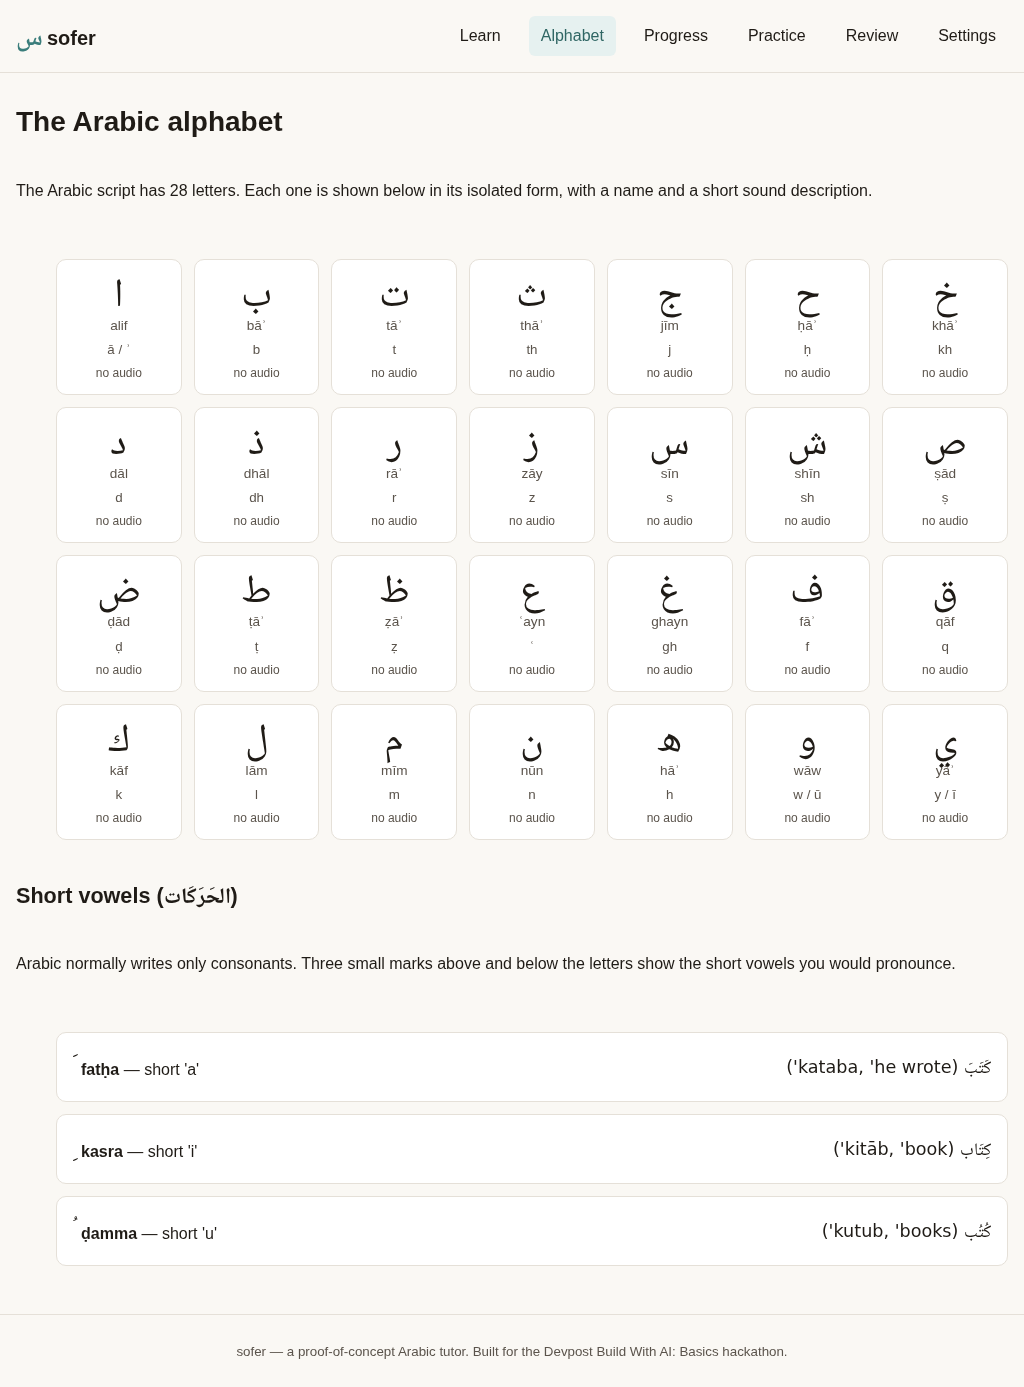 س sofer Learn Alphabet Progress Practice Review Settings
The Arabic alphabet
The Arabic script has 28 letters. Each one is shown below in its isolated form, with a name and a short sound description.
ا ب ت ث ج ح خ
alif bāʾ tāʾ thāʾ jīm ḥāʾ khāʾ
ā / ʾ b t th j ḥ kh
no audio no audio no audio no audio no audio no audio no audio
د ذ ر ز س ش ص
dāl dhāl rāʾ zāy sīn shīn ṣād
d dh r z s sh ṣ
no audio no audio no audio no audio no audio no audio no audio
ض ط ظ ع غ ف ق
ḍād ṭāʾ ẓāʾ ʿayn ghayn fāʾ qāf
ḍ ṭ ẓ ʿ gh f q
no audio no audio no audio no audio no audio no audio no audio
ك ل م ن ه و ي
kāf lām mīm nūn hāʾ wāw yāʾ
k l m n h w / ū y / ī
no audio no audio no audio no audio no audio no audio no audio
Short vowels (الحَرَكَات)
Arabic normally writes only consonants. Three small marks above and below the letters show the short vowels you would pronounce.
َ fatḥa — short 'a' كَتَبَ (kataba, 'he wrote')
ِ kasra — short 'i' كِتَاب (kitāb, 'book')
ُ ḍamma — short 'u' كُتُب (kutub, 'books')
sofer — a proof-of-concept Arabic tutor. Built for the Devpost Build With AI: Basics hackathon.